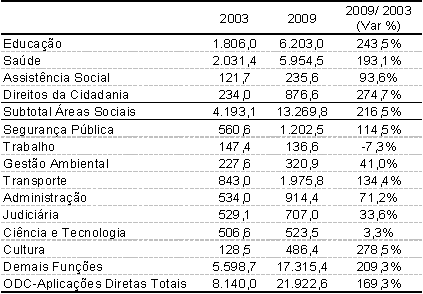 2003 2009 2009/ 2003 (Var %)
Educação 1.806,0 6.203,0 243,5%
Saúde 2.031,4 5.954,5 193,1%
Assistência Social 121,7 235,6 93,6%
Direitos da Cidadania 234,0 876,6 274,7%
Subtotal Áreas Sociais 4.193,1 13.269,8 216,5%
Segurança Pública 560,6 1.202,5 114,5%
Trabalho 147,4 136,6 -7,3%
Gestão Ambiental 227,6 320,9 41,0%
Transporte 843,0 1.975,8 134,4%
Administração 534,0 914,4 71,2%
Judiciária 529,1 707,0 33,6%
Ciência e Tecnologia 506,6 523,5 3,3%
Cultura 128,5 486,4 278,5%
Demais Funções 5.598,7 17.315,4 209,3%
ODC-Aplicações Diretas Totais 8.140,0 21.922,6 169,3%